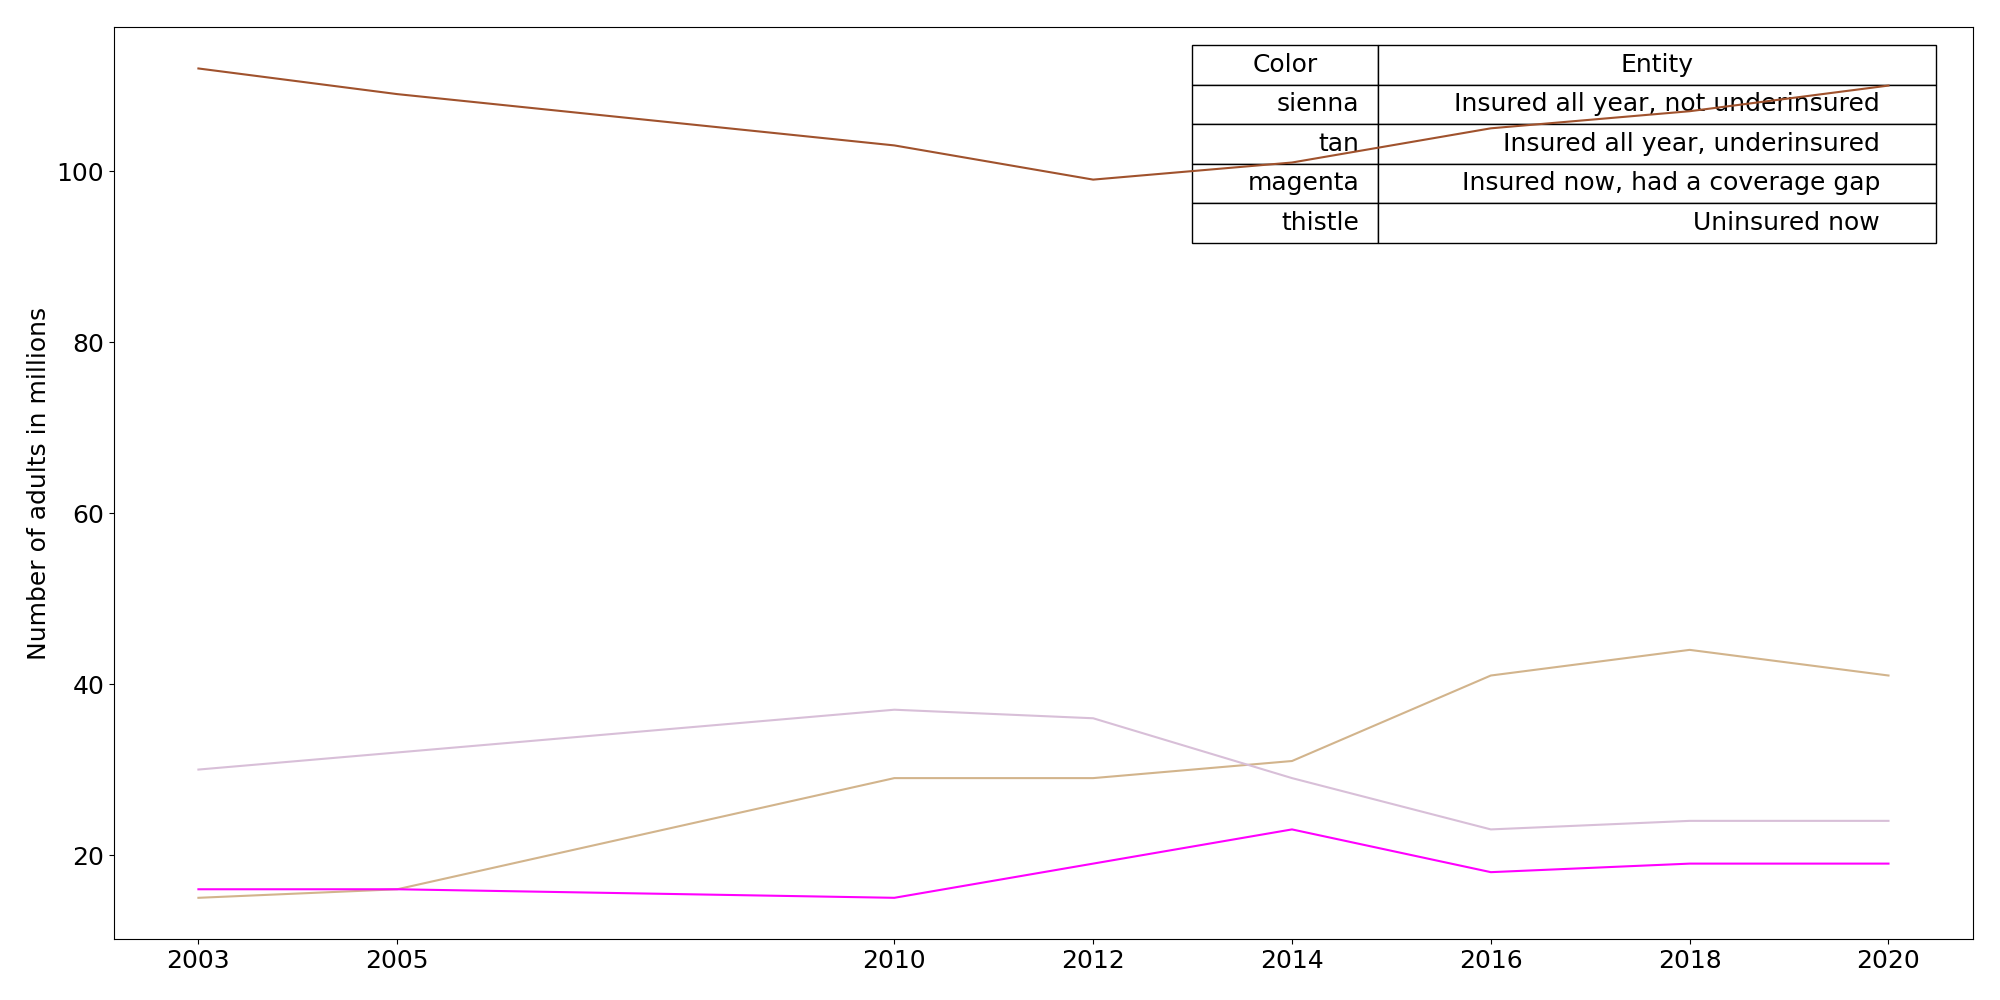 Color Entity
sienna Insured all year, not underinsured
tan Insured all year, underinsured
magenta Insured now, had a coverage gap
thistle Uninsured now
Number of adults in millions
100
80
60
40
20
2003 2005 2010 2012 2014 2016 2018 2020